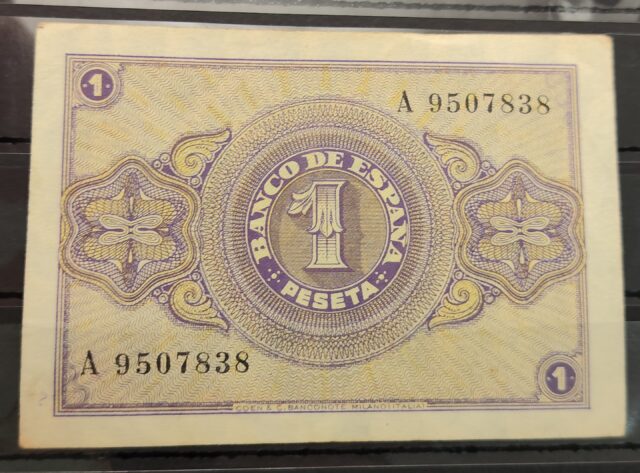 1
A 9507838
BANCO DE ESPAÑA
1
PESETA
A 9507838
1
COEN & C. BANCONOTE MILANO (ITALIA)